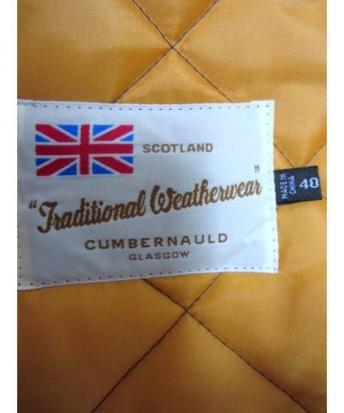 SCOTLAND
"Traditional Weatherwear"
CUMBERNAULD
GLASGOW
MADE IN
CHINA
40